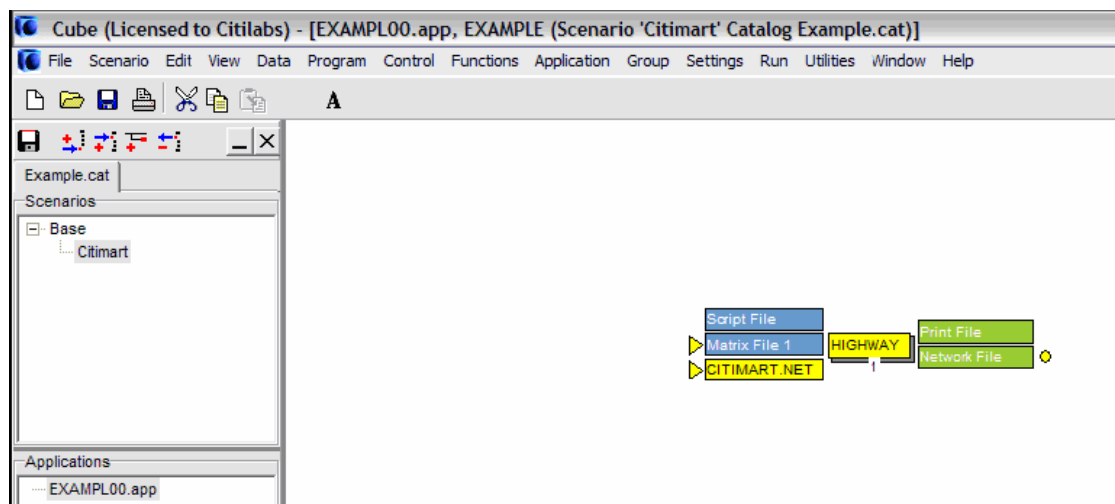 Cube (Licensed to Citilabs) - [EXAMPL00.app, EXAMPLE (Scenario 'Citimart' Catalog Example.cat)]
File Scenario Edit View Data Program Control Functions Application Group Settings Run Utilities Window Help
A
Example.cat
Scenarios
Base
Citimart
Script File
Matrix File 1
CITIMART.NET
HIGHWAY
1
Print File
Network File
Applications
EXAMPL00.app